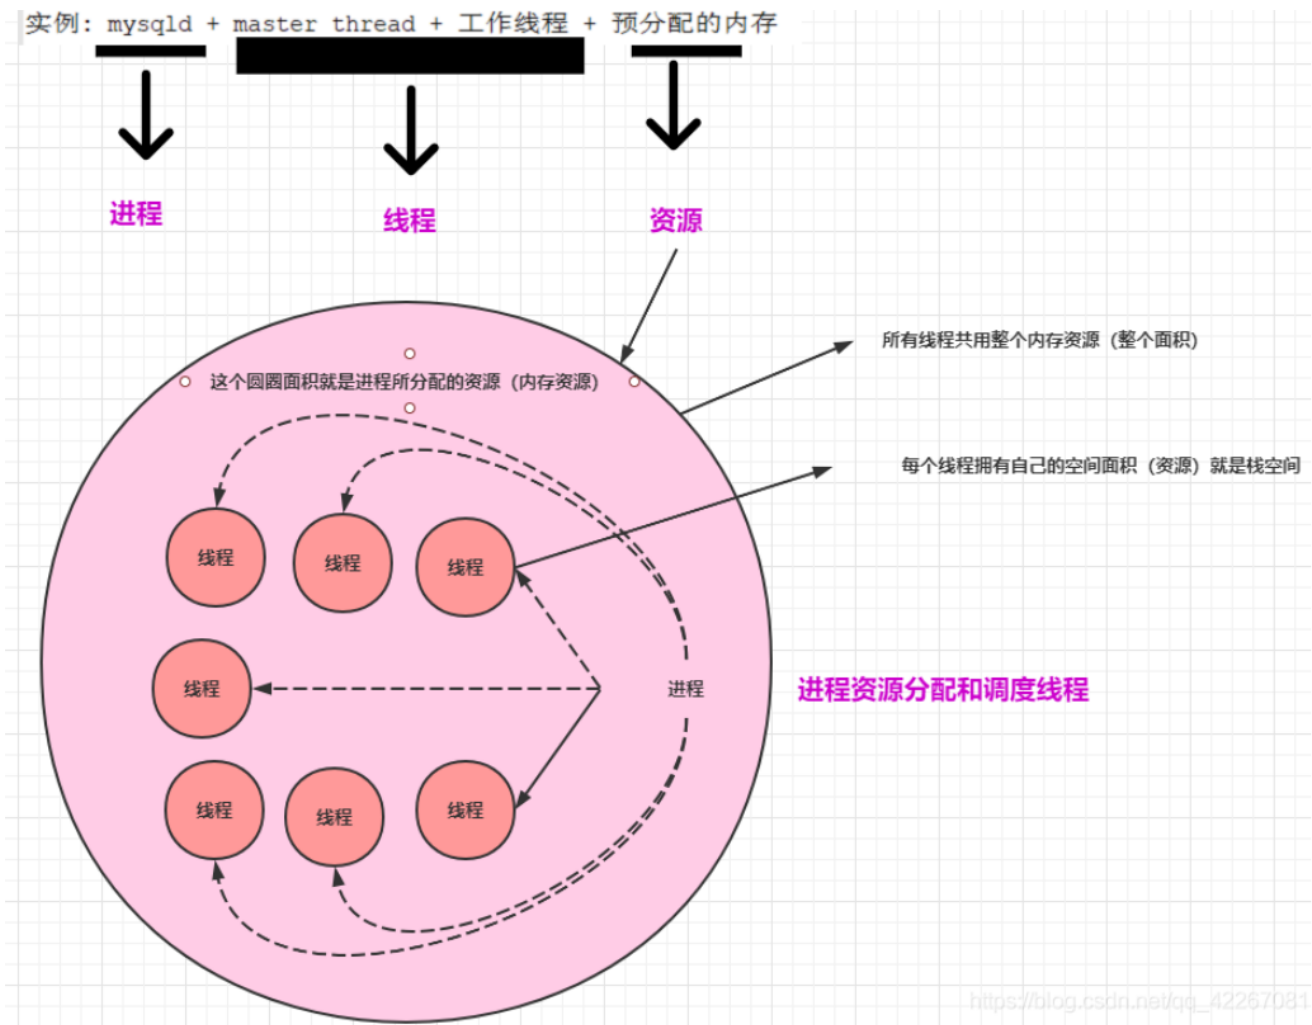 实例: mysqld + master thread + 工作线程 + 预分配的内存
进程
线程
资源
所有线程共用整个内存资源（整个面积）
这个圆圈面积就是进程所分配的资源（内存资源）
每个线程拥有自己的空间面积（资源）就是栈空间
线程
线程
线程
线程
进程
进程资源分配和调度线程
线程
线程
线程
https://blog.csdn.net/qq_42267081